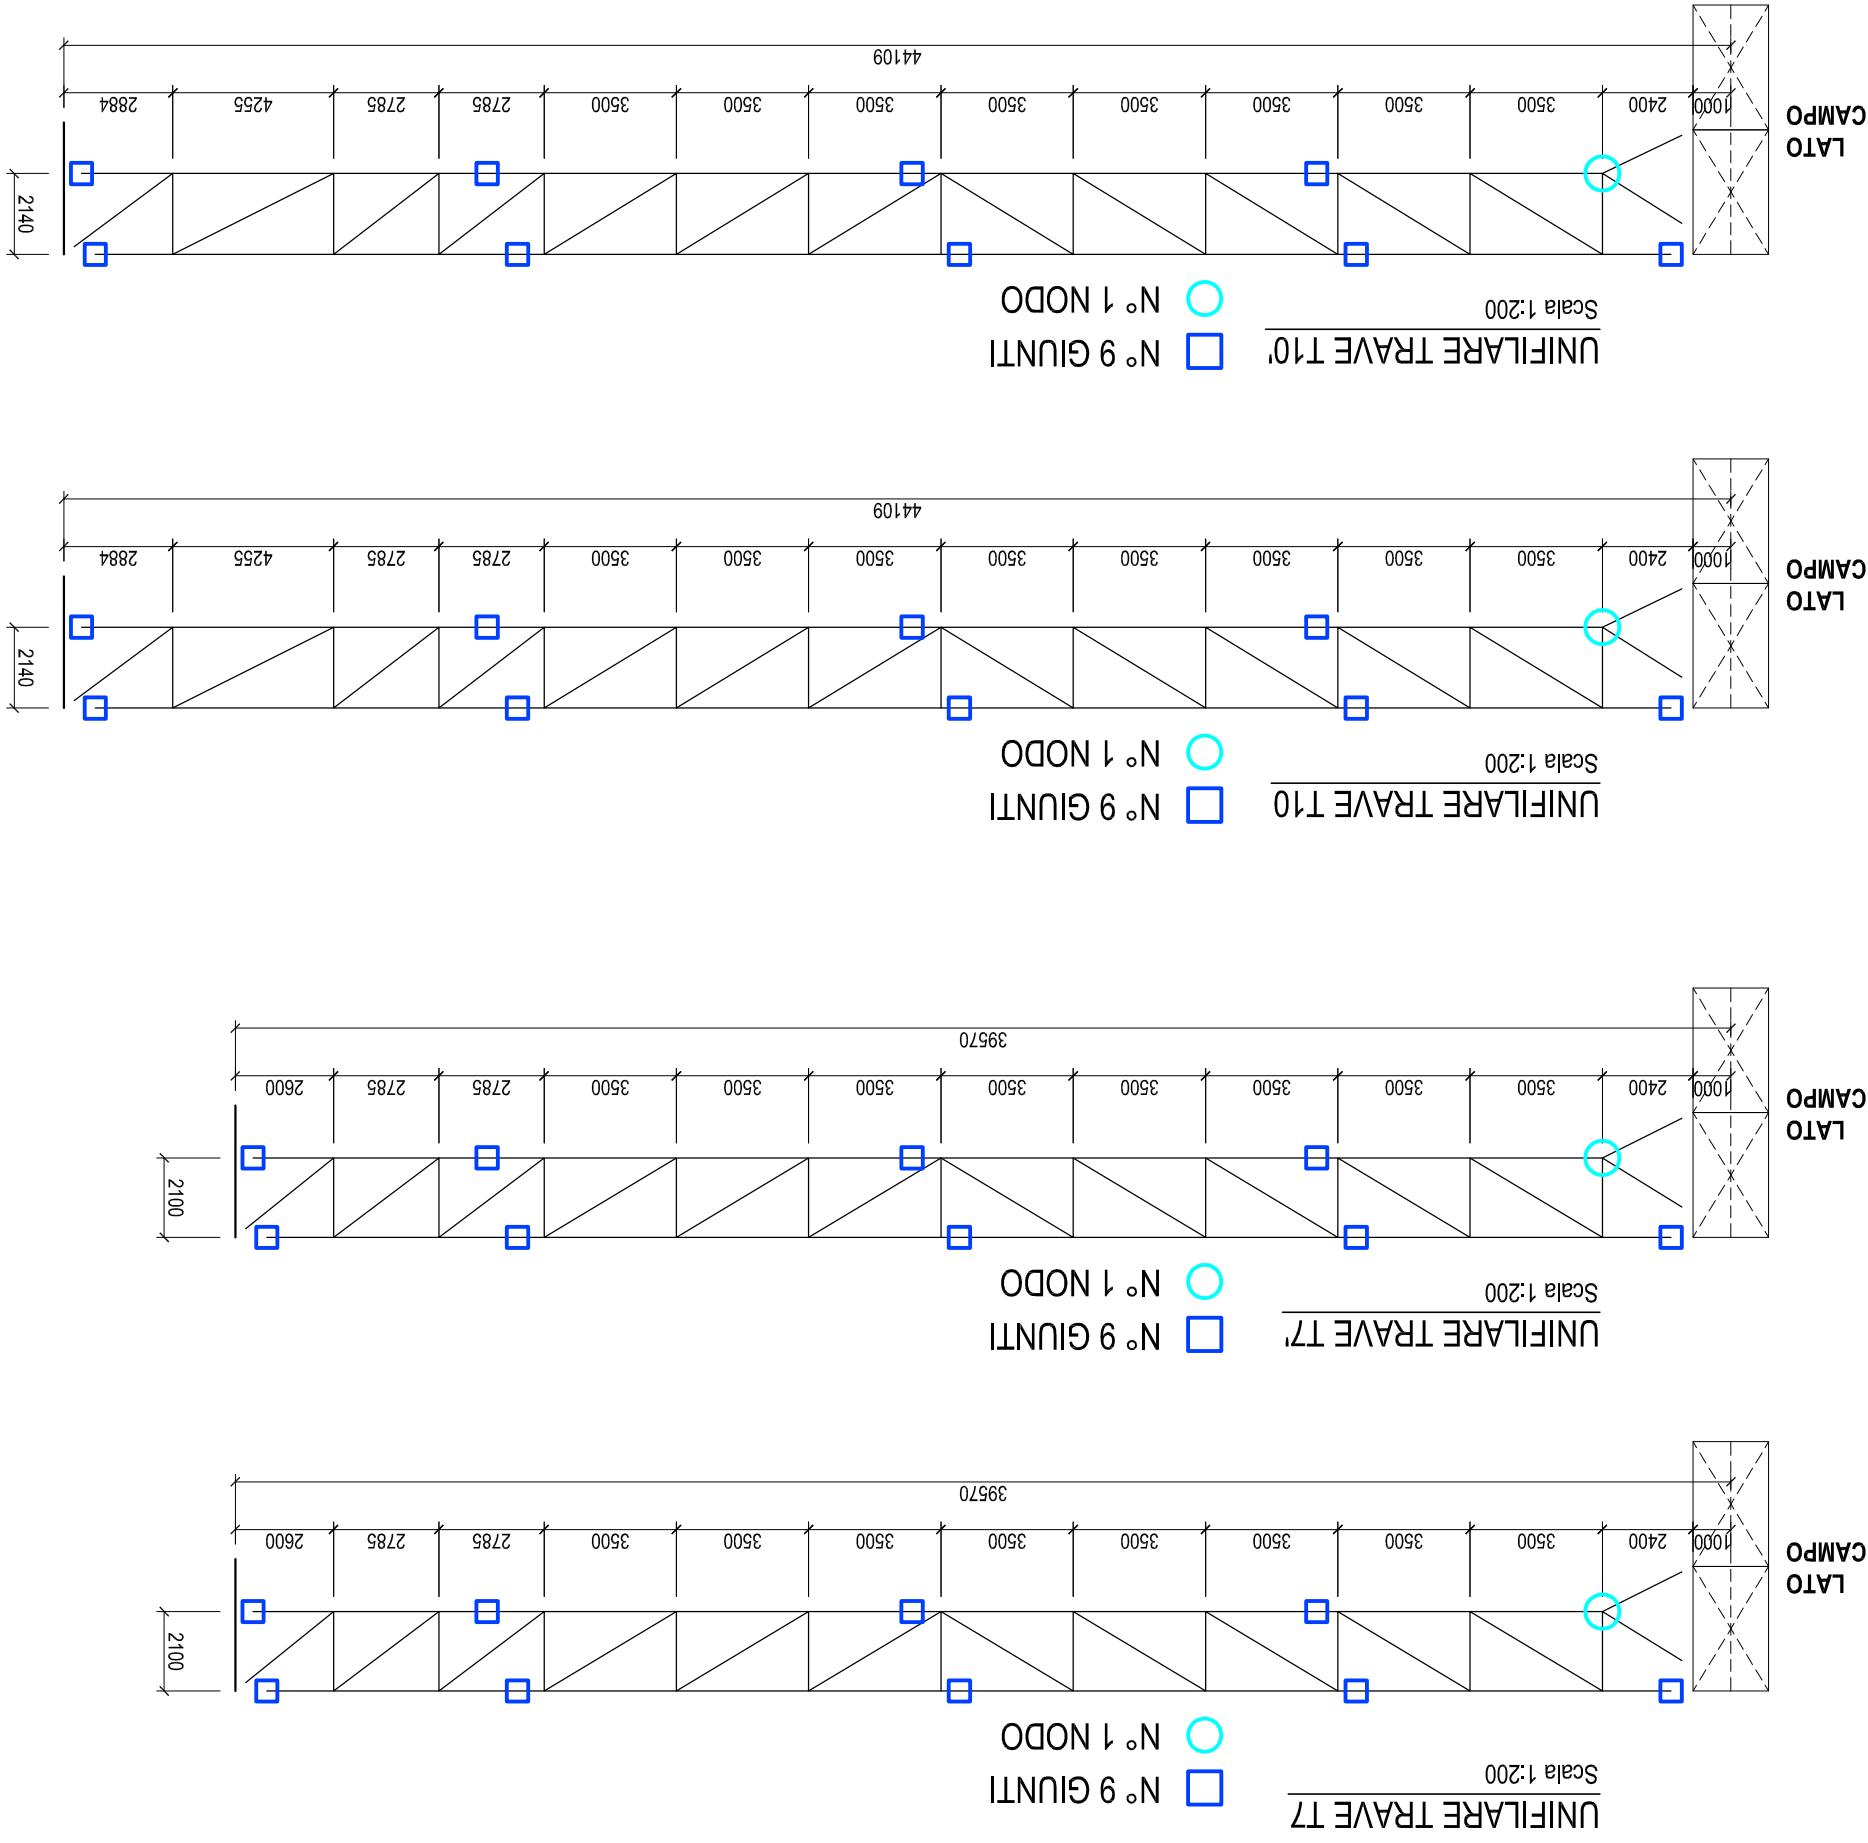 UNIFILARE TRAVE T7
Scala 1:200
N° 9 GIUNTI
N° 1 NODO
LATO
CAMPO
2100
1000 2400 3500 3500 3500 3500 3500 3500 3500 3500 2785 2785 2600
39570
UNIFILARE TRAVE T7'
Scala 1:200
N° 9 GIUNTI
N° 1 NODO
LATO
CAMPO
2100
1000 2400 3500 3500 3500 3500 3500 3500 3500 3500 2785 2785 2600
39570
UNIFILARE TRAVE T10
Scala 1:200
N° 9 GIUNTI
N° 1 NODO
LATO
CAMPO
2140
1000 2400 3500 3500 3500 3500 3500 3500 3500 3500 2785 2785 4255 2884
44109
UNIFILARE TRAVE T10'
Scala 1:200
N° 9 GIUNTI
N° 1 NODO
LATO
CAMPO
2140
1000 2400 3500 3500 3500 3500 3500 3500 3500 3500 2785 2785 4255 2884
44109